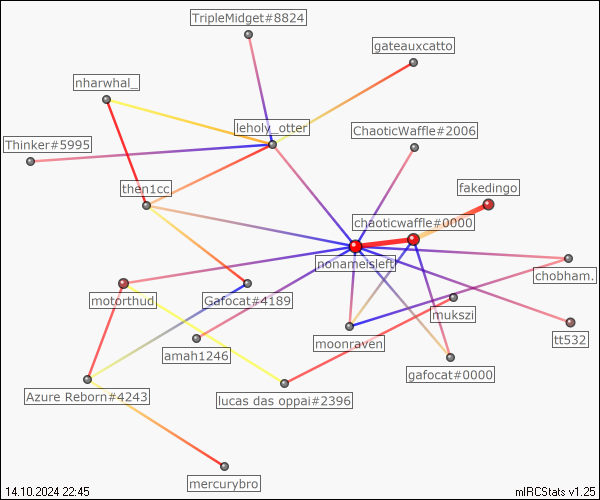 TripleMidget#8824
gateauxcatto
nharwhal_
leholy_otter
ChaoticWaffle#2006
Thinker#5995
then1cc
fakedingo
chaoticwaffle#0000
nonameisleft
chobham.
motorthud
Gafocat#4189
mukszi
moonraven
tt532
amah1246
gafocat#0000
Azure Reborn#4243
lucas das oppai#2396
mercurybro
14.10.2024 22:45
mIRCStats v1.25